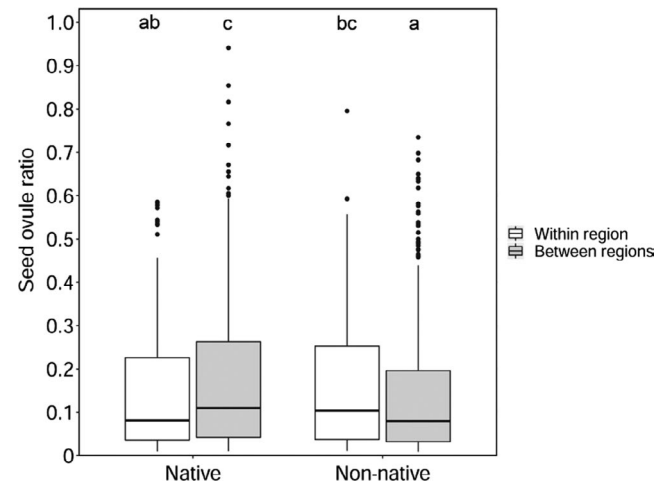 ab c bc a
1.0
0.9
0.8
0.7
0.6
0.5
0.4
0.3
0.2
0.1
0
Seed ovule ratio
Native Non-native
Within region
Between regions